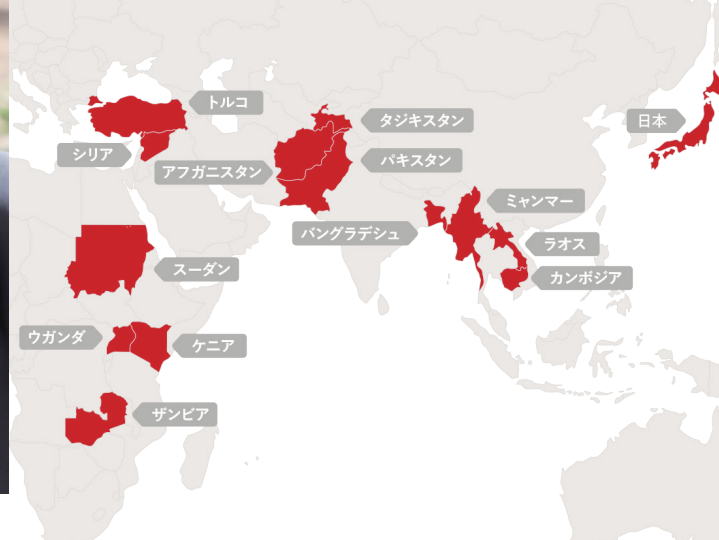 トルコ
タジキスタン
日本
シリア
アフガニスタン
パキスタン
ミャンマー
バングラデシュ
ラオス
スーダン
カンボジア
ウガンダ
ケニア
ザンビア